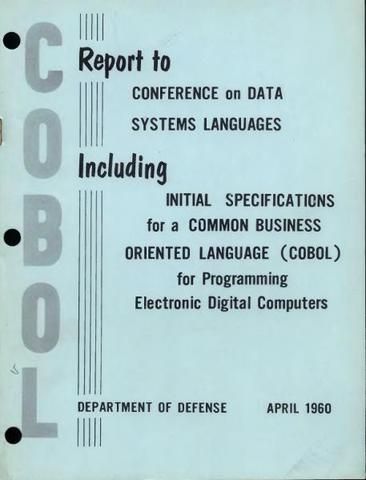 COBOL
Report to
CONFERENCE on DATA
SYSTEMS LANGUAGES
Including
INITIAL SPECIFICATIONS
for a COMMON BUSINESS
ORIENTED LANGUAGE (COBOL)
for Programming
Electronic Digital Computers
DEPARTMENT OF DEFENSE APRIL 1960